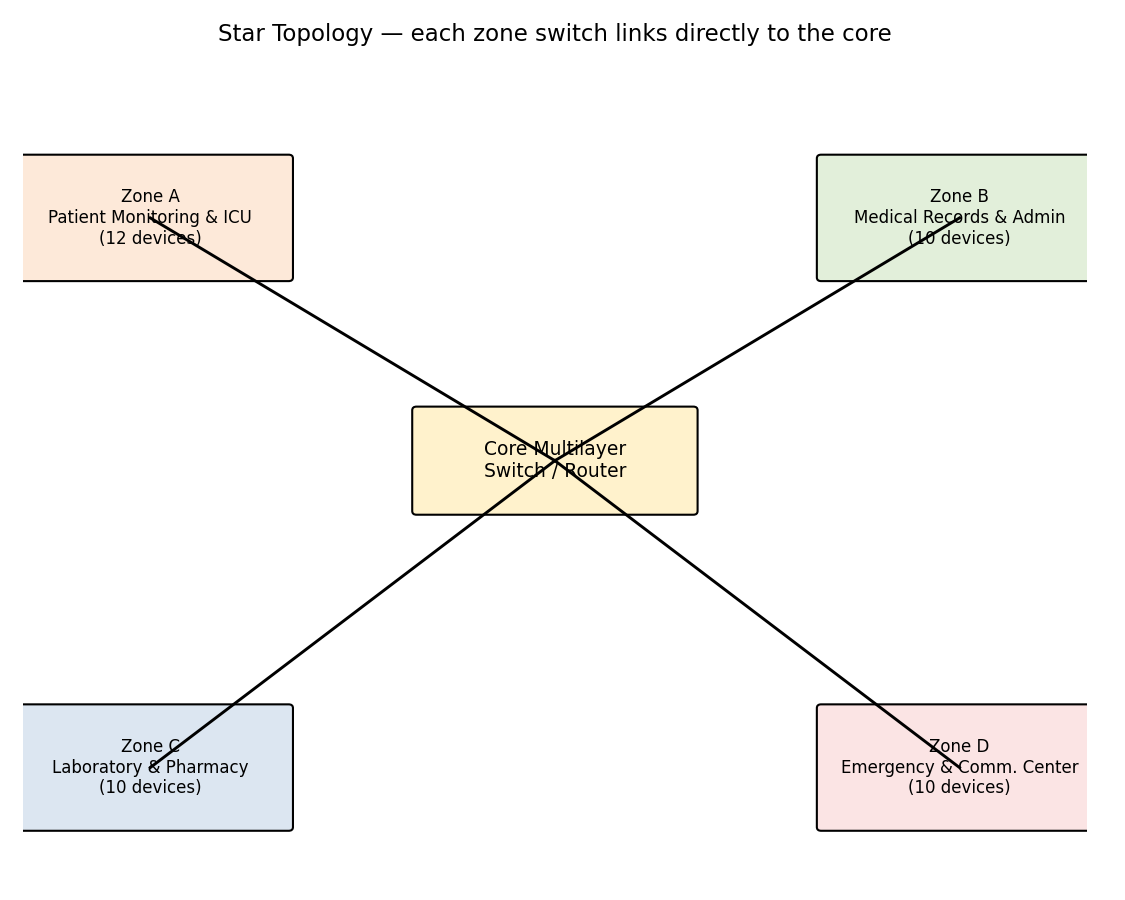 Star Topology — each zone switch links directly to the core
Zone A
Patient Monitoring & ICU
(12 devices)
Zone B
Medical Records & Admin
(10 devices)
Core Multilayer
Switch / Router
Zone C
Laboratory & Pharmacy
(10 devices)
Zone D
Emergency & Comm. Center
(10 devices)